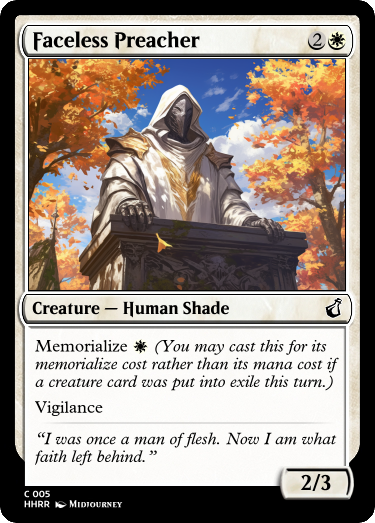 Faceless Preacher 2
Creature — Human Shade
Memorialize (You may cast this for its
memorialize cost rather than its mana cost if
a creature card was put into exile this turn.)
Vigilance
“I was once a man of flesh. Now I am what
faith left behind.”
2/3
C 005
HHRR Midjourney